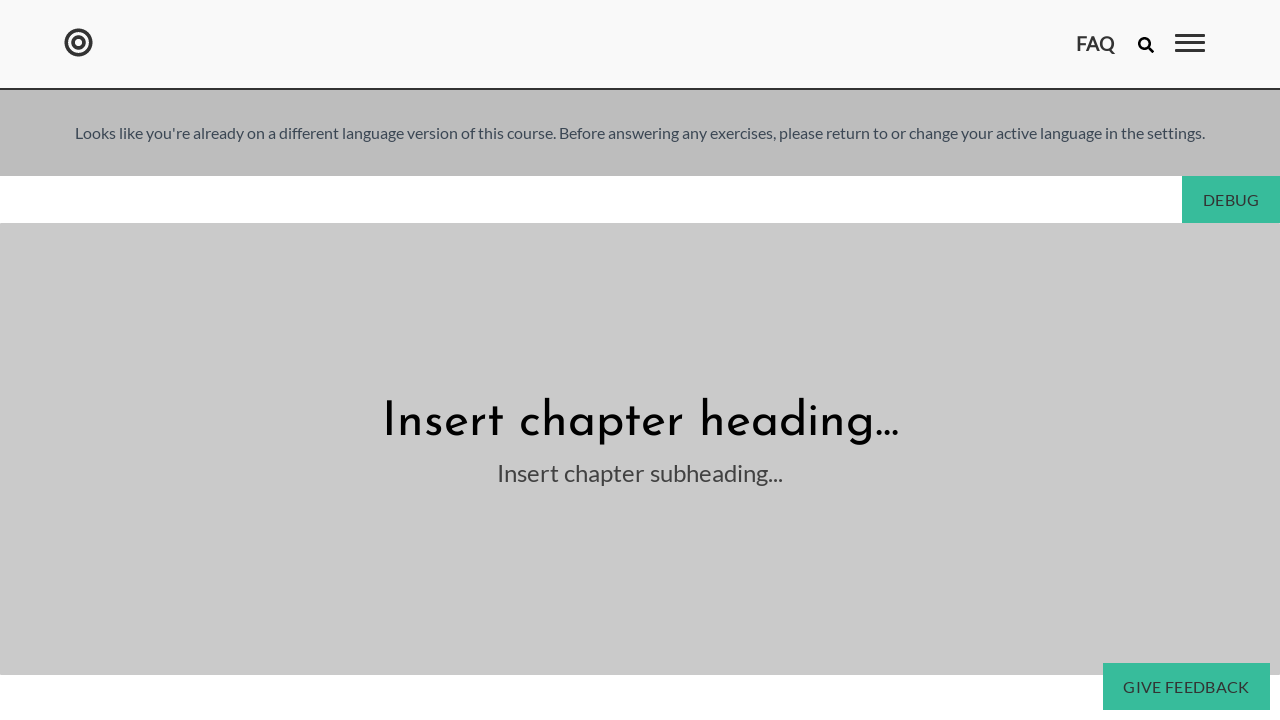 FAQ
Looks like you're already on a different language version of this course. Before answering any exercises, please return to or change your active language in the settings.
DEBUG
Insert chapter heading...
Insert chapter subheading...
GIVE FEEDBACK